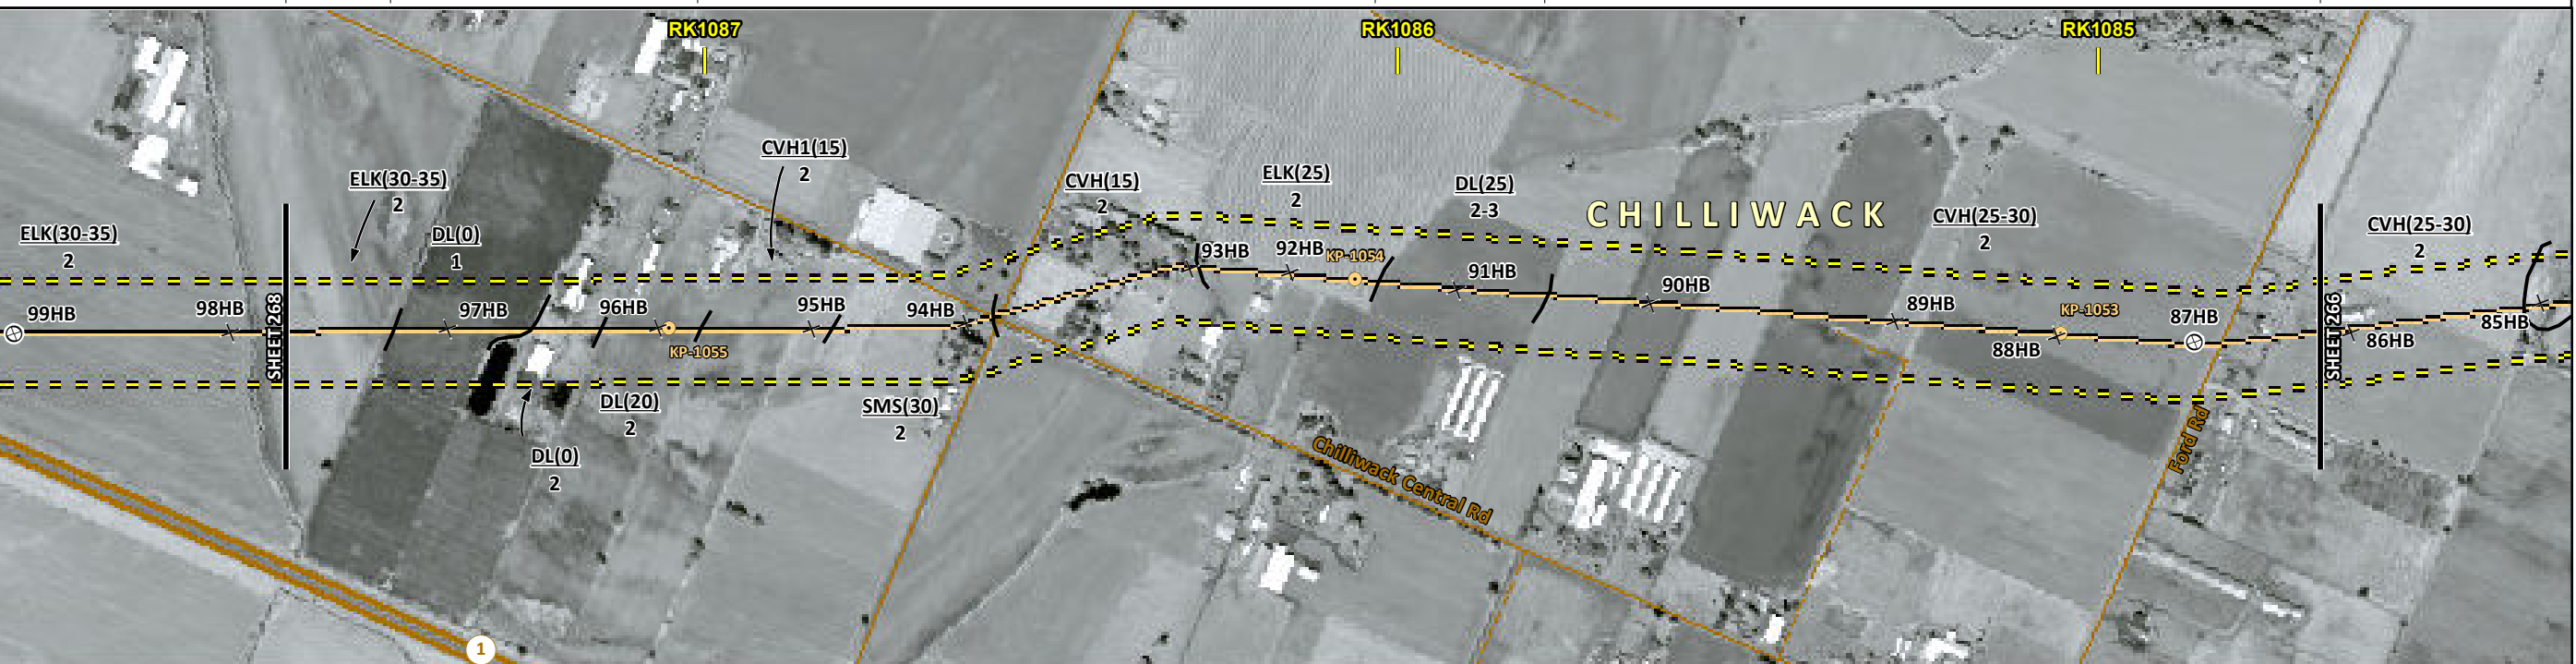 RK1087
RK1086
RK1085
CVH1(15)
2
ELK(30-35)
2
CVH(15)
2
ELK(25)
2
DL(25)
2-3
CHILLIWACK
CVH(25-30)
2
CVH(25-30)
2
ELK(30-35)
2
DL(0)
1
99HB
98HB
SHEET 268
97HB
96HB
95HB
94HB
93HB
92HB
KP-1054
91HB
90HB
89HB
KP-1053
87HB
SHEET 266
85HB
KP-1055
88HB
86HB
DL(20)
2
SMS(30)
2
DL(0)
2
Chilliwack Central Rd
Ford Rd
1